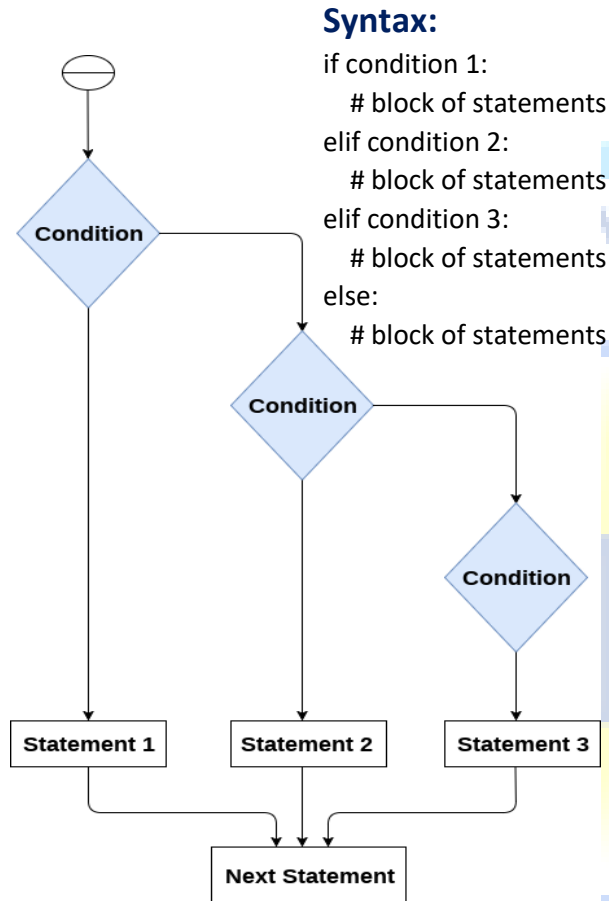 Syntax:
if condition 1:
# block of statements
elif condition 2:
# block of statements
elif condition 3:
# block of statements
else:
# block of statements
Condition
Condition
Condition
Statement 1
Statement 2
Statement 3
Next Statement